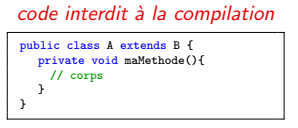 code interdit à la compilation
public class A extends B {
private void maMethode(){
// corps
}
}